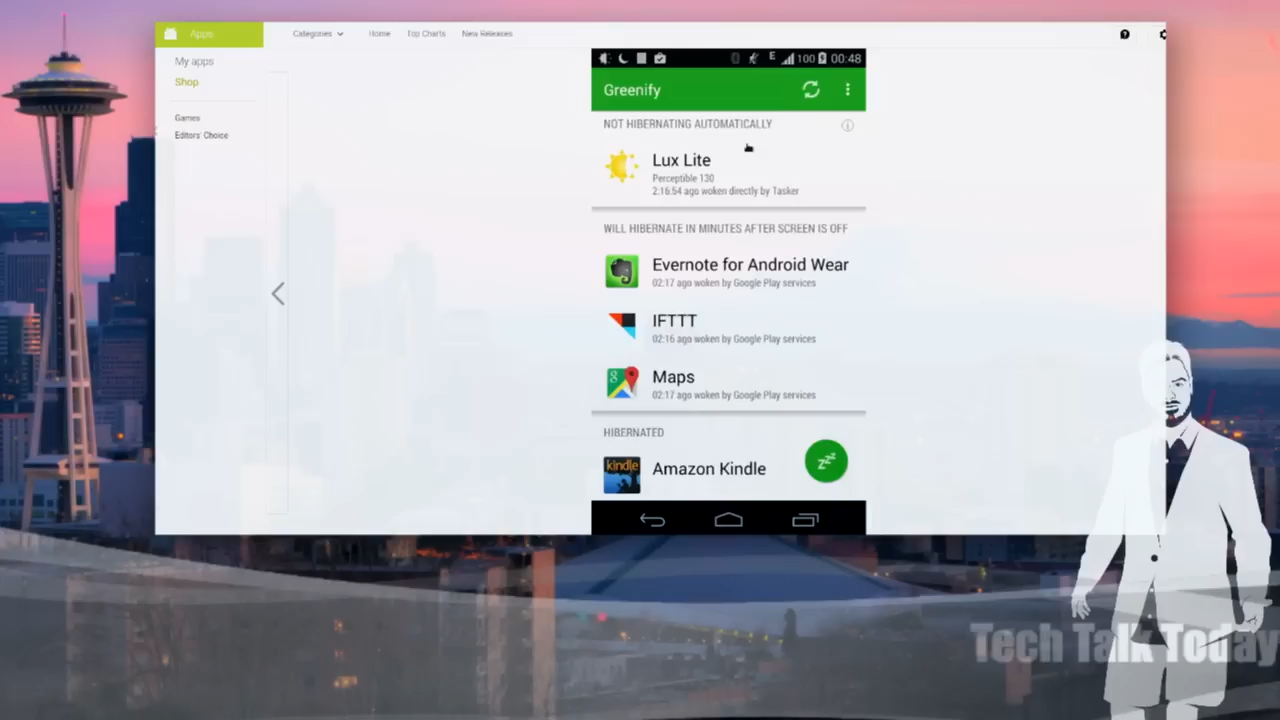 Apps
Categories
Home
Top Charts
New Releases
My apps
Shop
Games
Editors' Choice
E 100 00:48
Greenify
NOT HIBERNATING AUTOMATICALLY
Lux Lite
Perceptible 130
2:16:54 ago woken directly by Tasker
WILL HIBERNATE IN MINUTES AFTER SCREEN IS OFF
Evernote for Android Wear
02:17 ago woken by Google Play services
IFTTT
02:16 ago woken by Google Play services
Maps
02:17 ago woken by Google Play services
HIBERNATED
kindle
Amazon Kindle
zzz
Tech Talk Today